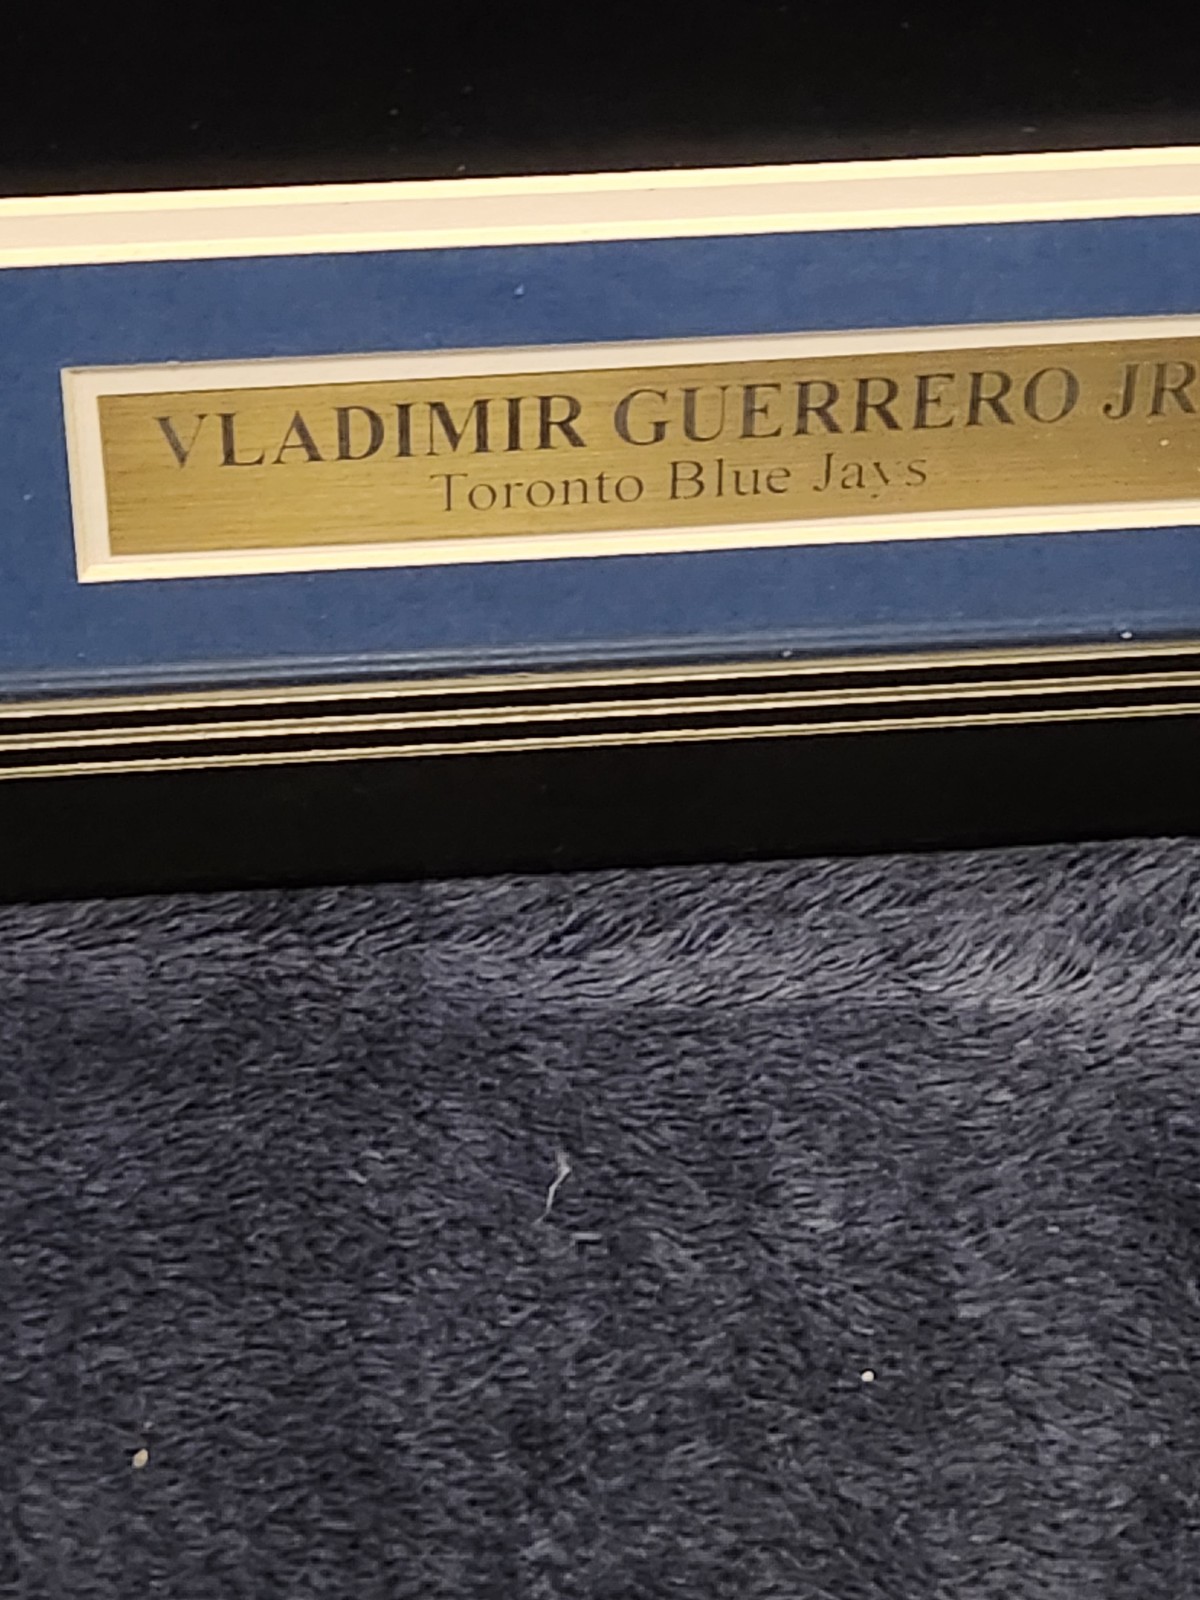 VLADIMIR GUERRERO JR
Toronto Blue Jays